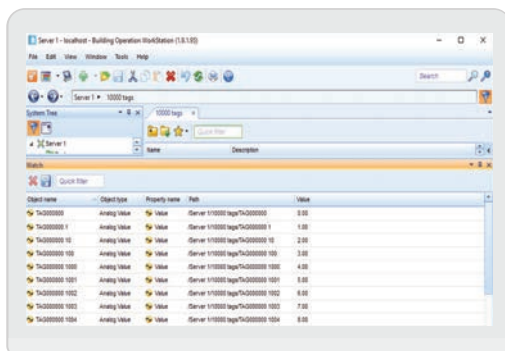 Server 1 - localhost - Building Operation WorkStation (1.8.1.80)
File Edit View Window Tools Help
Search
Server 1 10000 tags
System Tree 10000 tags
Quick filter
Server 1
Name Description
Watch
Quick filter
Object name Object type Property name Path Value
TAG000000 Analog Value Value /Server 1/10000 tags/TAG000000 0.00
TAG000000 1 Analog Value Value /Server 1/10000 tags/TAG000000 1 1.00
TAG000000 10 Analog Value Value /Server 1/10000 tags/TAG000000 10 2.00
TAG000000 100 Analog Value Value /Server 1/10000 tags/TAG000000 100 3.00
TAG000000 1000 Analog Value Value /Server 1/10000 tags/TAG000000 1000 4.00
TAG000000 1001 Analog Value Value /Server 1/10000 tags/TAG000000 1001 5.00
TAG000000 1002 Analog Value Value /Server 1/10000 tags/TAG000000 1002 6.00
TAG000000 1003 Analog Value Value /Server 1/10000 tags/TAG000000 1003 7.00
TAG000000 1004 Analog Value Value /Server 1/10000 tags/TAG000000 1004 8.00